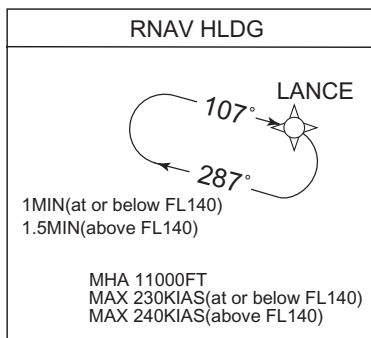 RNAV HLDG
LANCE
107°
287°
1MIN(at or below FL140)
1.5MIN(above FL140)
MHA 11000FT
MAX 230KIAS(at or below FL140)
MAX 240KIAS(above FL140)